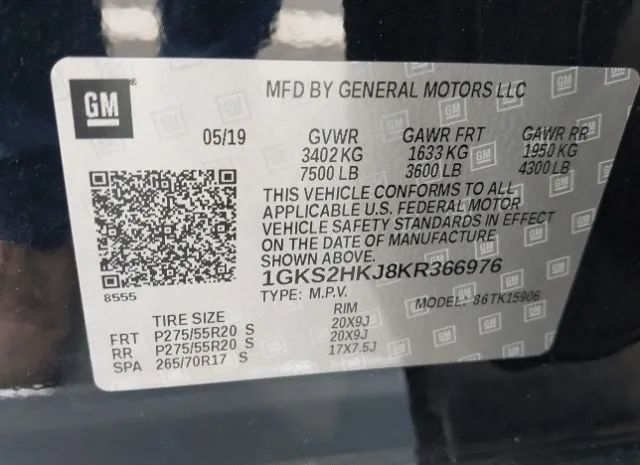 GM
MFD BY GENERAL MOTORS LLC
05/19 GVWR GAWR FRT GAWR RR
3402 KG 1633 KG 1950 KG
7500 LB 3600 LB 4300 LB
THIS VEHICLE CONFORMS TO ALL
APPLICABLE U.S. FEDERAL MOTOR
VEHICLE SAFETY STANDARDS IN EFFECT
ON THE DATE OF MANUFACTURE
SHOWN ABOVE.
8555
1GKS2HKJ8KR366976
TYPE: M.P.V. MODEL: 86TK15906
TIRE SIZE RIM
FRT P275/55R20 S 20X9J
RR P275/55R20 S 20X9J
SPA 265/70R17 S 17X7.5J